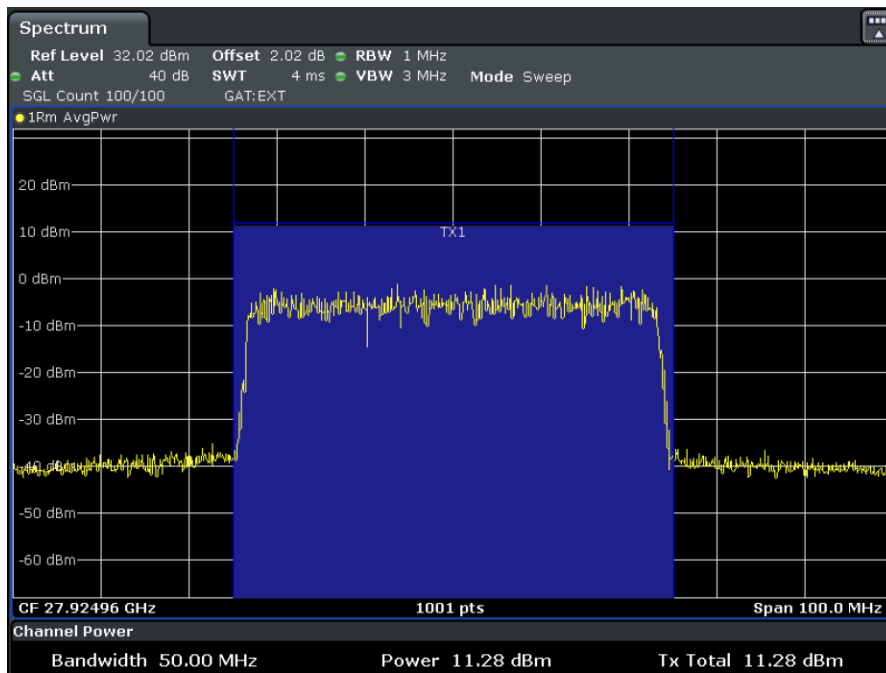 Spectrum
Ref Level 32.02 dBm Offset 2.02 dB RBW 1 MHz
Att 40 dB SWT 4 ms VBW 3 MHz Mode Sweep
SGL Count 100/100 GAT:EXT
1Rm AvgPwr
20 dBm
10 dBm
TX1
0 dBm
-10 dBm
-20 dBm
-30 dBm
-40 dBm
-50 dBm
-60 dBm
CF 27.92496 GHz 1001 pts Span 100.0 MHz
Channel Power
Bandwidth 50.00 MHz Power 11.28 dBm Tx Total 11.28 dBm